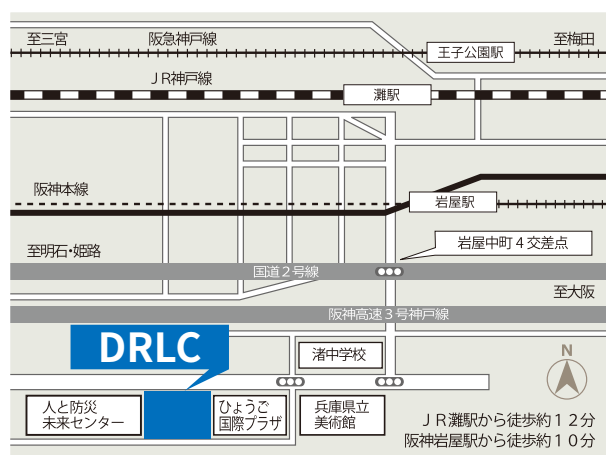 至三宮
阪急神戸線
王子公園駅
至梅田
JR神戸線
灘駅
阪神本線
岩屋駅
岩屋中町4交差点
至明石・姫路
国道2号線
至大阪
阪神高速3号神戸線
DRLC
渚中学校
N
人と防災
未来センター
ひょうご
国際プラザ
兵庫県立
美術館
JR灘駅から徒歩約12分
阪神岩屋駅から徒歩約10分